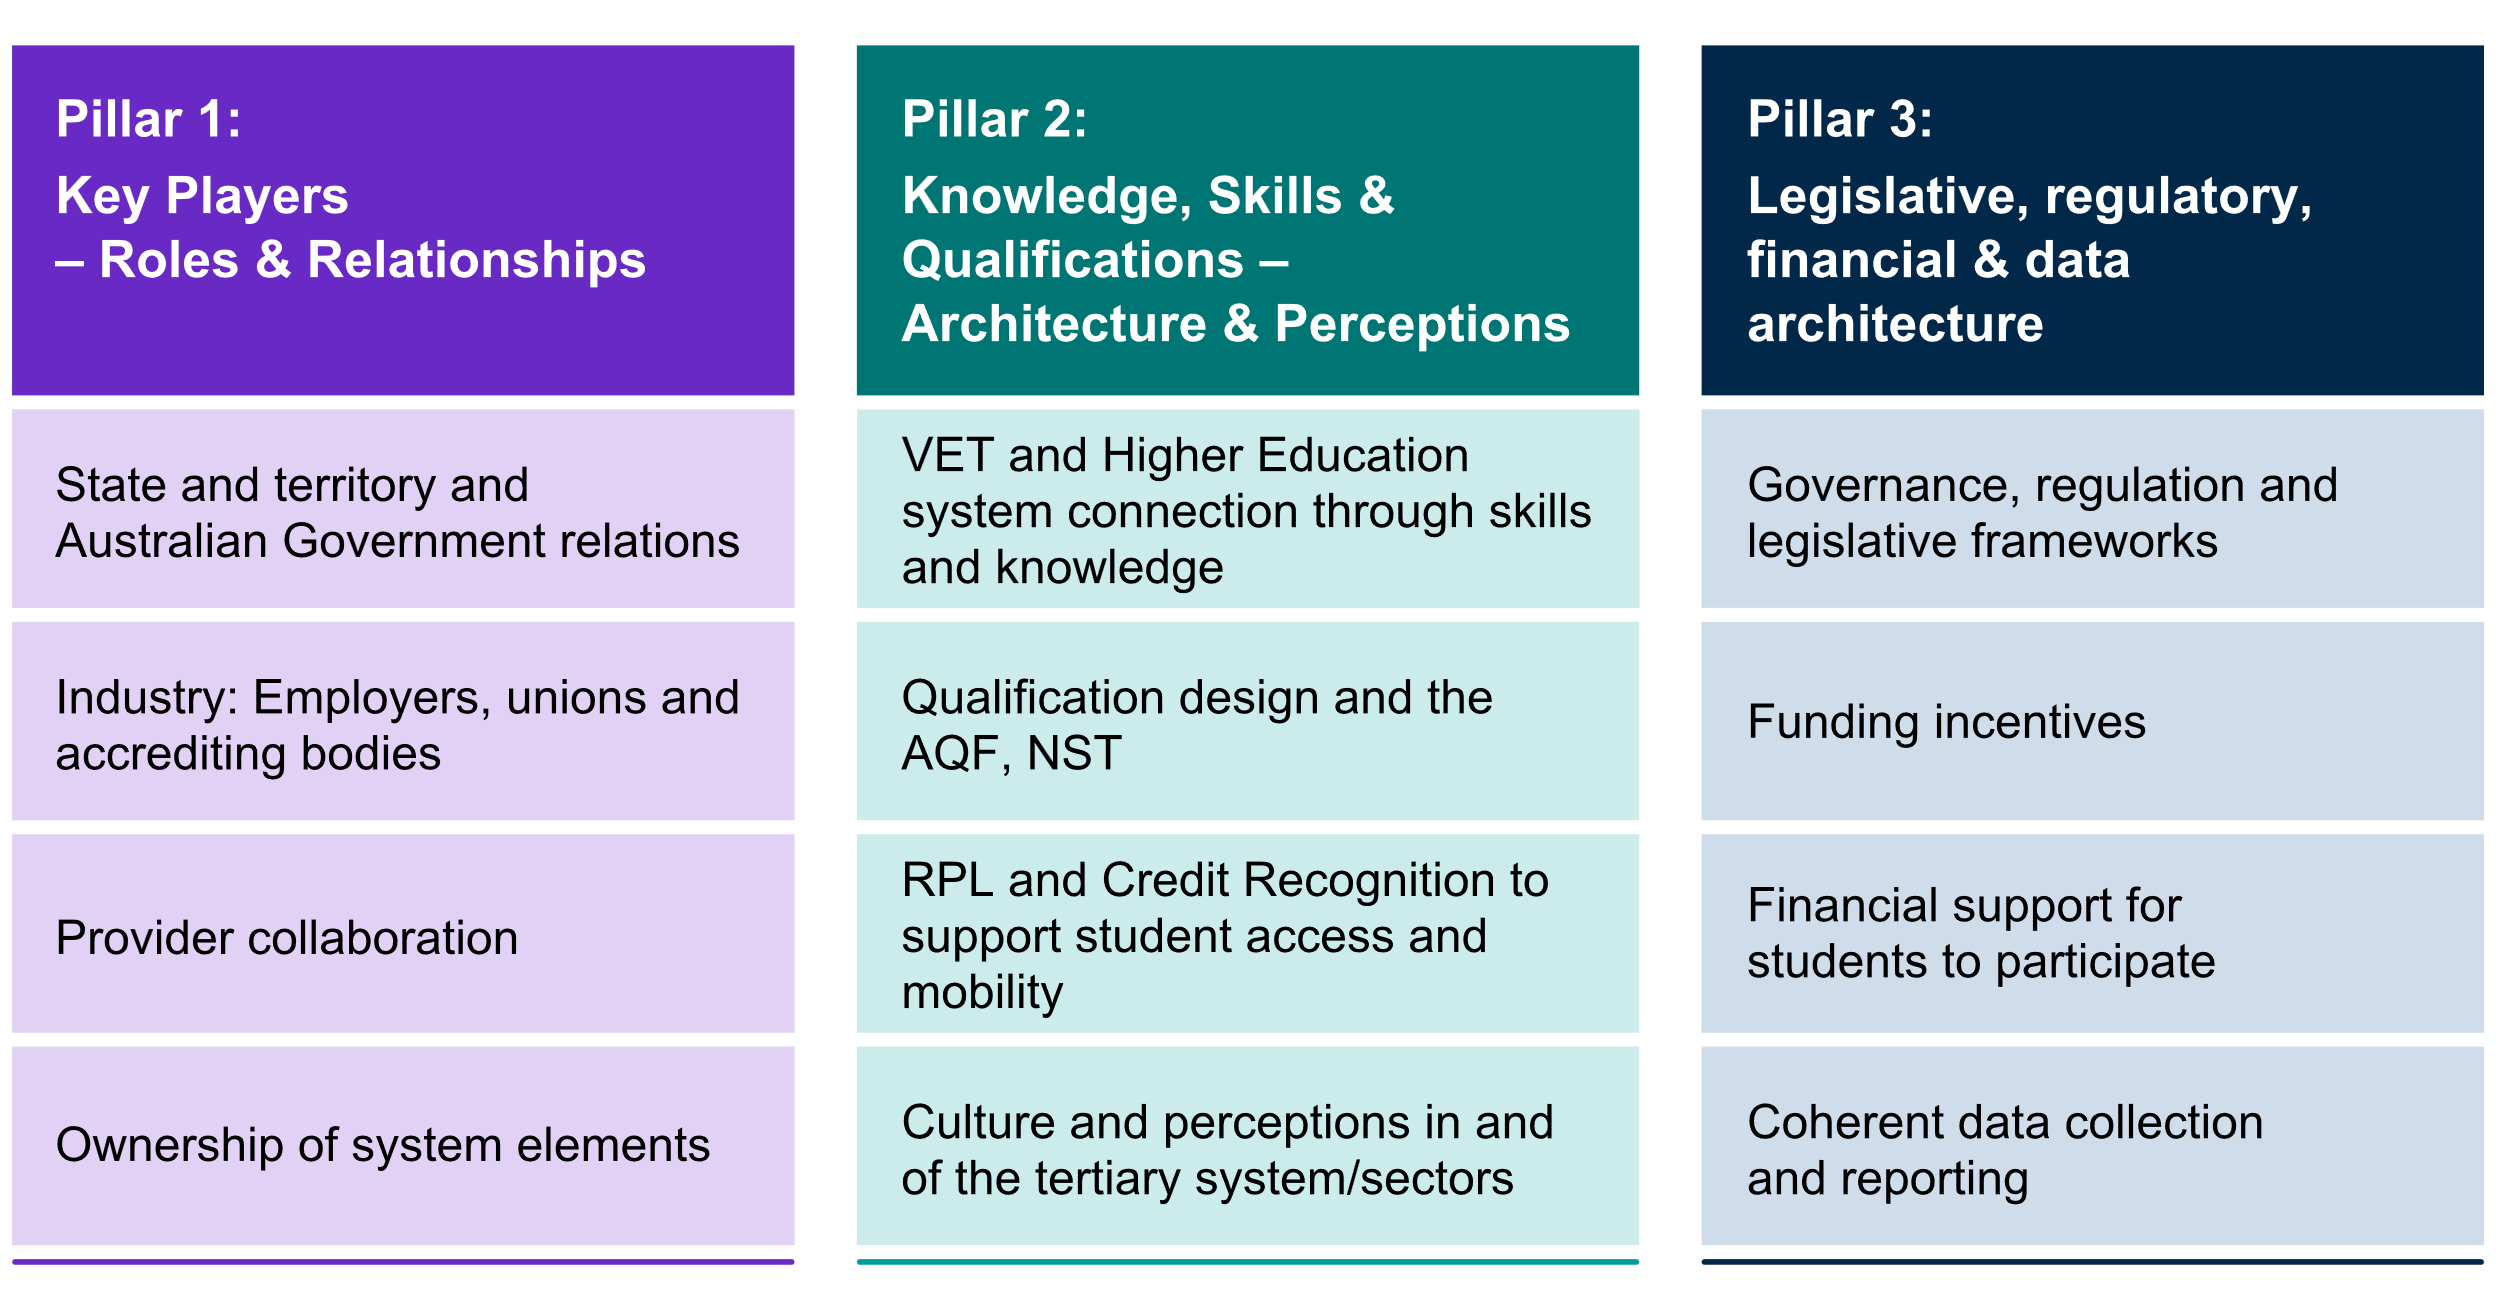 Pillar 1:
Key Players
– Roles & Relationships
State and territory and
Australian Government relations
Industry: Employers, unions and
accrediting bodies
Provider collaboration
Ownership of system elements
Pillar 2:
Knowledge, Skills &
Qualifications –
Architecture & Perceptions
VET and Higher Education
system connection through skills
and knowledge
Qualification design and the
AQF, NST
RPL and Credit Recognition to
support student access and
mobility
Culture and perceptions in and
of the tertiary system/sectors
Pillar 3:
Legislative, regulatory,
financial & data
architecture
Governance, regulation and
legislative frameworks
Funding incentives
Financial support for
students to participate
Coherent data collection
and reporting